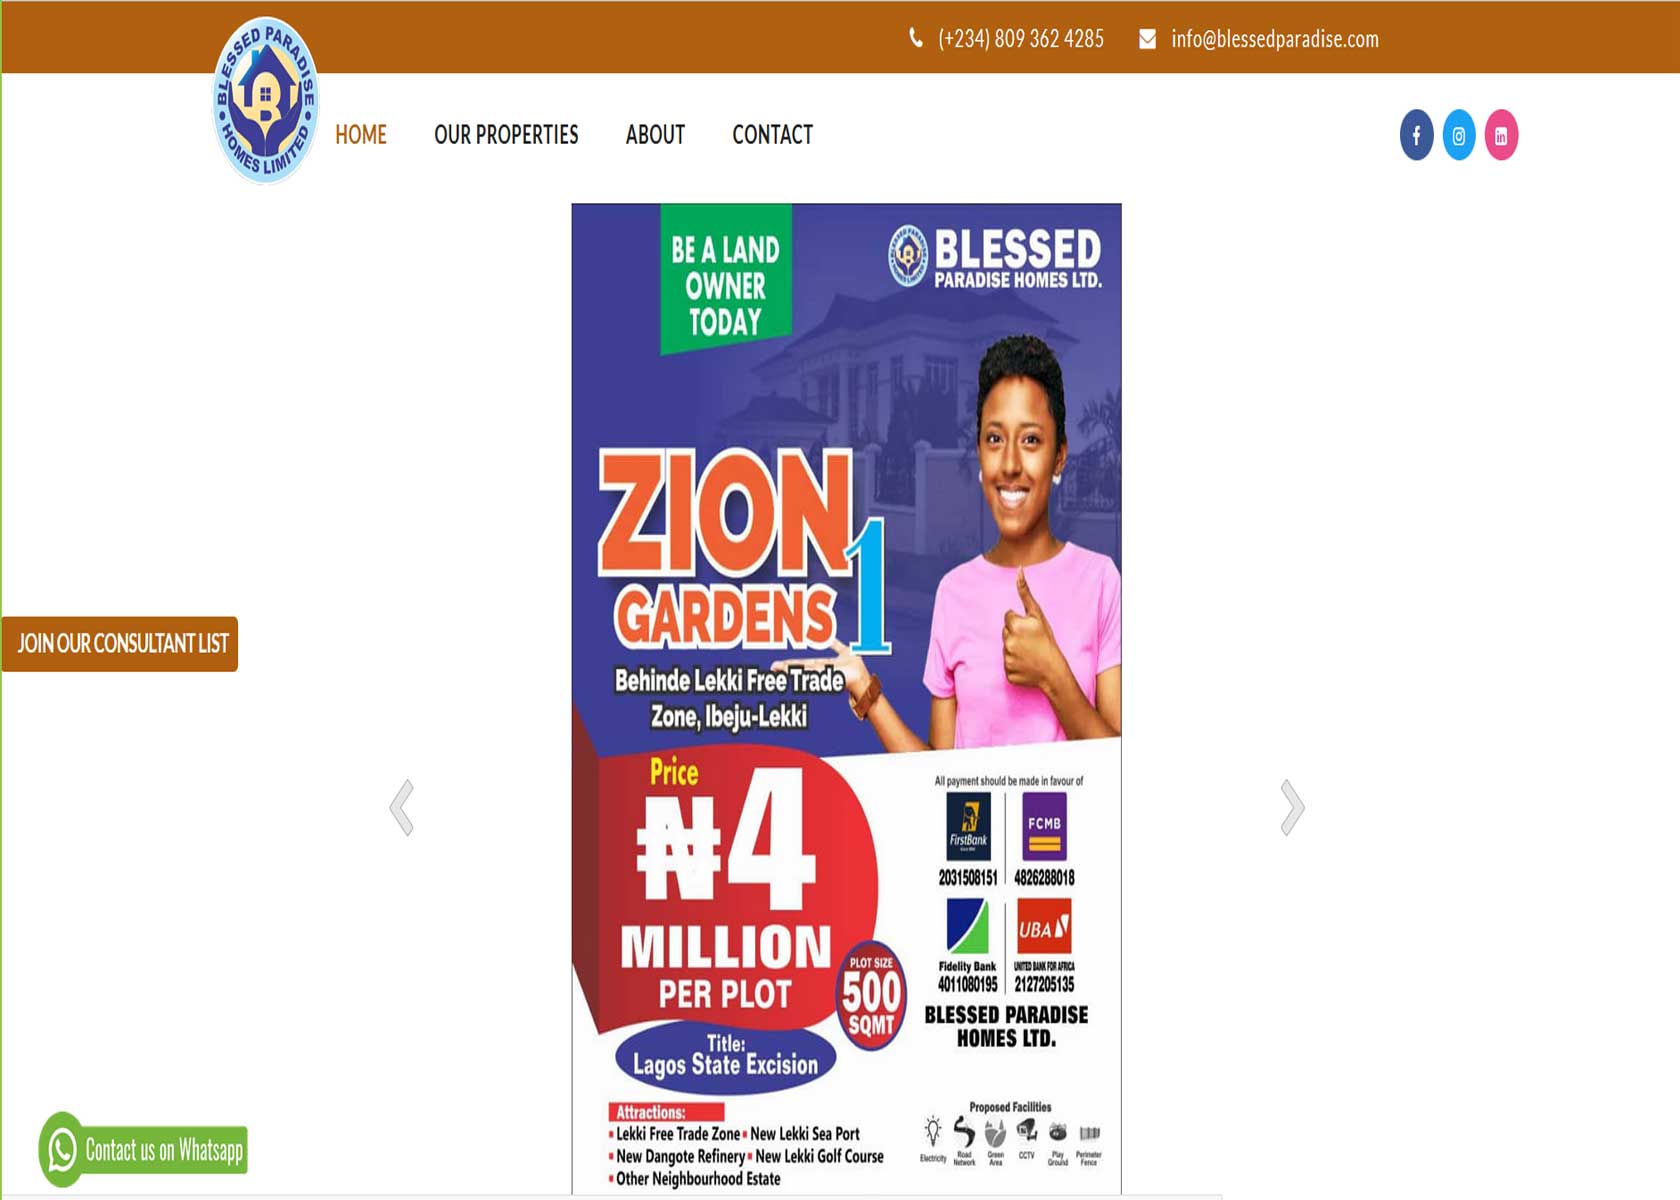 (+234) 809 362 4285
info@blessedparadise.com
BLESSED PARADISE
HOMES LIMITED
HOME
OUR PROPERTIES
ABOUT
CONTACT
BE A LAND
OWNER
TODAY
BLESSED
PARADISE HOMES LTD.
ZION
GARDENS 1
Behinde Lekki Free Trade
Zone, Ibeju-Lekki
JOIN OUR CONSULTANT LIST
Price
₦4
MILLION
PER PLOT
PLOT SIZE
500
SQMT
Title:
Lagos State Excision
All payment should be made in favour of
FirstBank
FCMB
2031508151
4826288018
UBA
Fidelity Bank
UNITED BANK FOR AFRICA
4011080195
2127205135
BLESSED PARADISE
HOMES LTD.
Attractions:
Lekki Free Trade Zone
New Lekki Sea Port
New Dangote Refinery
New Lekki Golf Course
Other Neighbourhood Estate
Proposed Facilities
Electricity
Road
Network
Green
Area
CCTV
Play
Ground
Perimeter
Fence
Contact us on Whatsapp